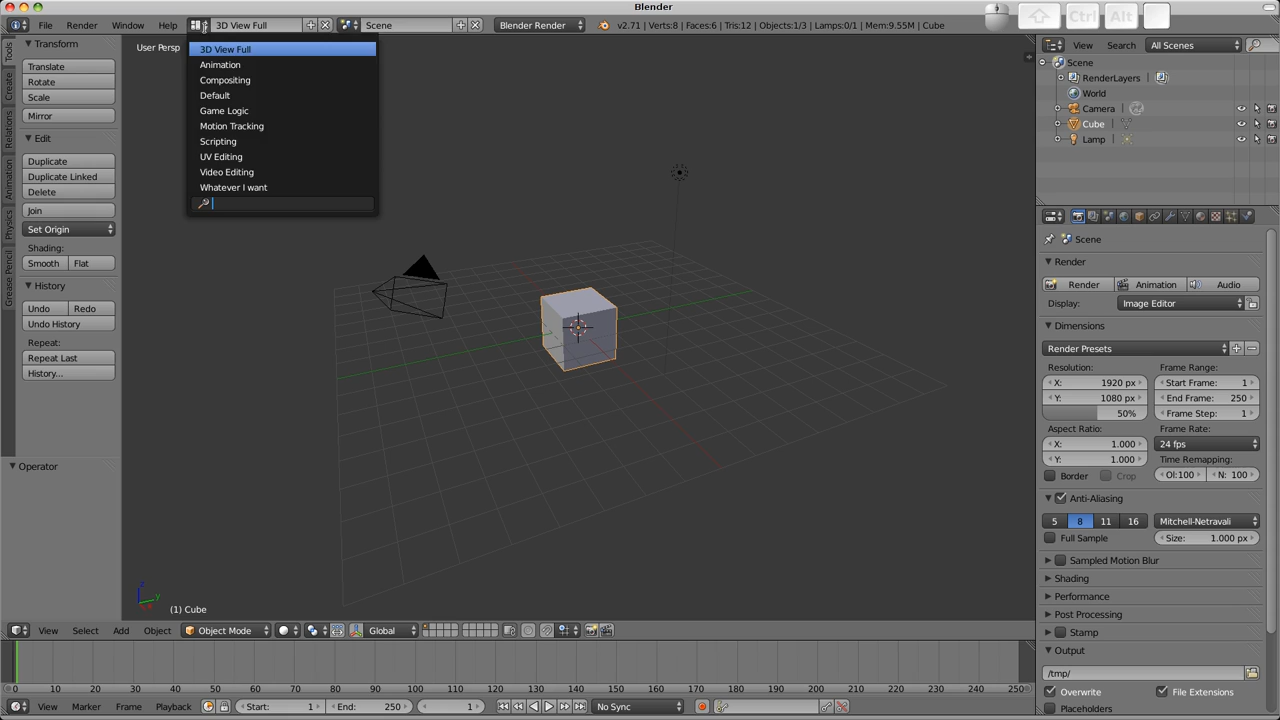 Blender
File Render Window Help 3D View Full Scene Blender Render v2.71 | Verts:8 | Faces:6 | Tris:12 | Objects:1/3 | Lamps:0/1 | Mem:9.55M | Cube
Ctrl Alt
Tools
Create
Relations
Animation
Physics
Grease Pencil
Transform
Translate
Rotate
Scale
Mirror
Edit
Duplicate
Duplicate Linked
Delete
Join
Set Origin
Shading:
Smooth Flat
History
Undo Redo
Undo History
Repeat:
Repeat Last
History...
Operator
User Persp
3D View Full
Animation
Compositing
Default
Game Logic
Motion Tracking
Scripting
UV Editing
Video Editing
Whatever I want
z
y
(1) Cube
View Select Add Object Object Mode Global
0 10 20 30 40 50 60 70 80 90 100 110 120 130 140 150 160 170 180 190 200 210 220 230 240 250
View Marker Frame Playback Start: 1 End: 250 1 No Sync
View Search All Scenes
Scene
RenderLayers
World
Camera
Cube
Lamp
Scene
Render
Render Animation Audio
Display: Image Editor
Dimensions
Render Presets
Resolution: Frame Range:
X: 1920 px Start Frame: 1
Y: 1080 px End Frame: 250
50% Frame Step: 1
Aspect Ratio: Frame Rate:
X: 1.000 24 fps
Y: 1.000 Time Remapping:
Border Crop Ol:100 N: 100
Anti-Aliasing
5 8 11 16 Mitchell-Netravali
Full Sample Size: 1.000 px
Sampled Motion Blur
Shading
Performance
Post Processing
Stamp
Output
/tmp/
Overwrite File Extensions
Placeholders